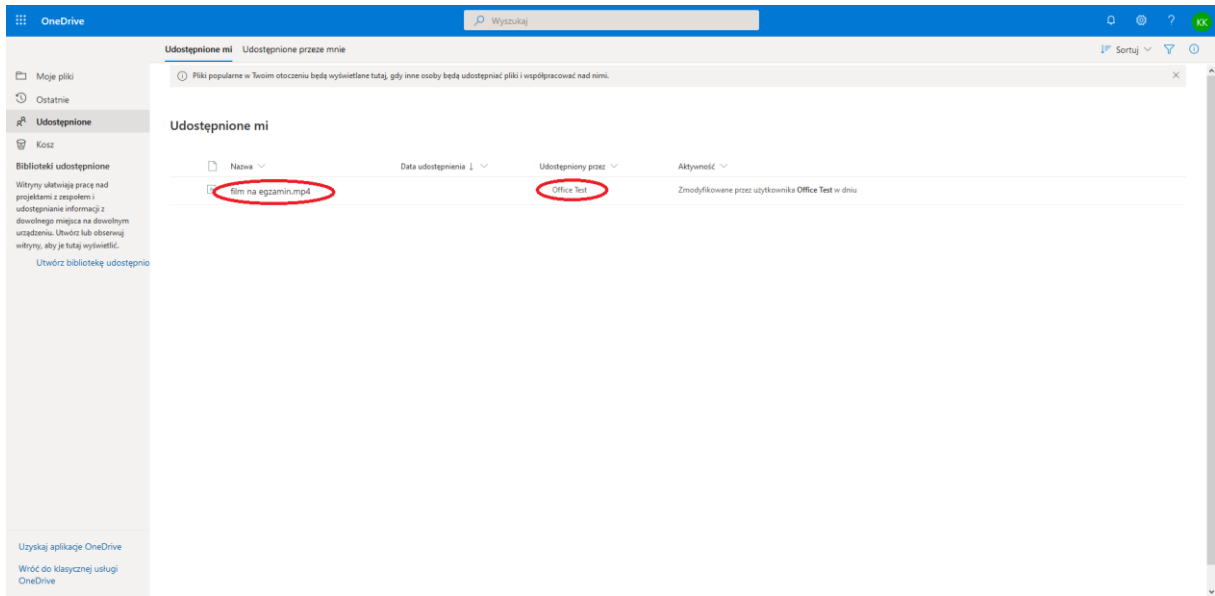 OneDrive
Wyszukaj
KK
Udostępnione mi Udostępnione przeze mnie
Sortuj
Moje pliki
Ostatnie
Udostępnione
Kosz
Biblioteki udostępnione
Witryny ułatwiają pracę nad
projektami z zespołem i
udostępnianie informacji z
dowolnego miejsca na dowolnym
urządzeniu. Utwórz lub obserwuj
witryny, aby je tutaj wyświetlić.
Utwórz bibliotekę udostępnio
Uzyskaj aplikacje OneDrive
Wróć do klasycznej usługi
OneDrive
Pliki popularne w Twoim otoczeniu będą wyświetlane tutaj, gdy inne osoby będą udostępniać pliki i współpracować nad nimi.
Udostępnione mi
Nazwa Data udostępnienia ↓ Udostępniony przez Aktywność
film na egzamin.mp4 Office Test Zmodyfikowane przez użytkownika Office Test w dniu